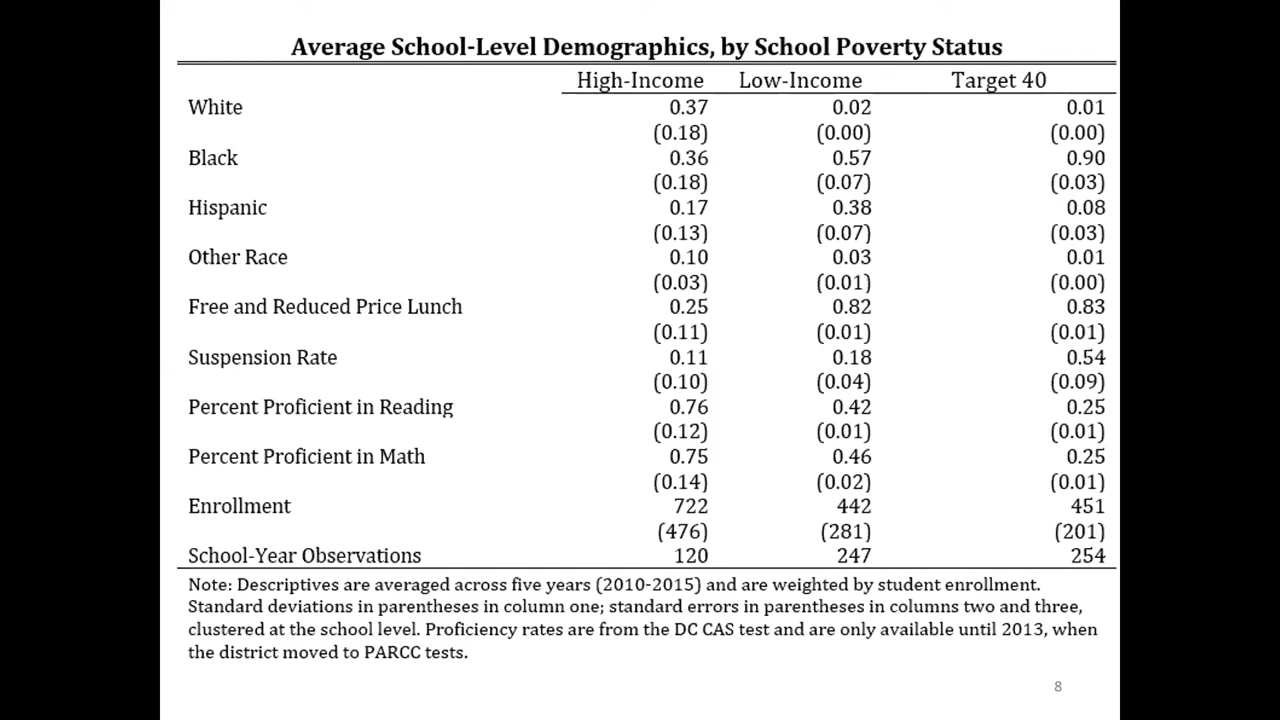 Average School-Level Demographics, by School Poverty Status
High-Income Low-Income Target 40
White 0.37 0.02 0.01
(0.18) (0.00) (0.00)
Black 0.36 0.57 0.90
(0.18) (0.07) (0.03)
Hispanic 0.17 0.38 0.08
(0.13) (0.07) (0.03)
Other Race 0.10 0.03 0.01
(0.03) (0.01) (0.00)
Free and Reduced Price Lunch 0.25 0.82 0.83
(0.11) (0.01) (0.01)
Suspension Rate 0.11 0.18 0.54
(0.10) (0.04) (0.09)
Percent Proficient in Reading 0.76 0.42 0.25
(0.12) (0.01) (0.01)
Percent Proficient in Math 0.75 0.46 0.25
(0.14) (0.02) (0.01)
Enrollment 722 442 451
(476) (281) (201)
School-Year Observations 120 247 254
Note: Descriptives are averaged across five years (2010-2015) and are weighted by student enrollment.
Standard deviations in parentheses in column one; standard errors in parentheses in columns two and three,
clustered at the school level. Proficiency rates are from the DC CAS test and are only available until 2013, when
the district moved to PARCC tests.
8